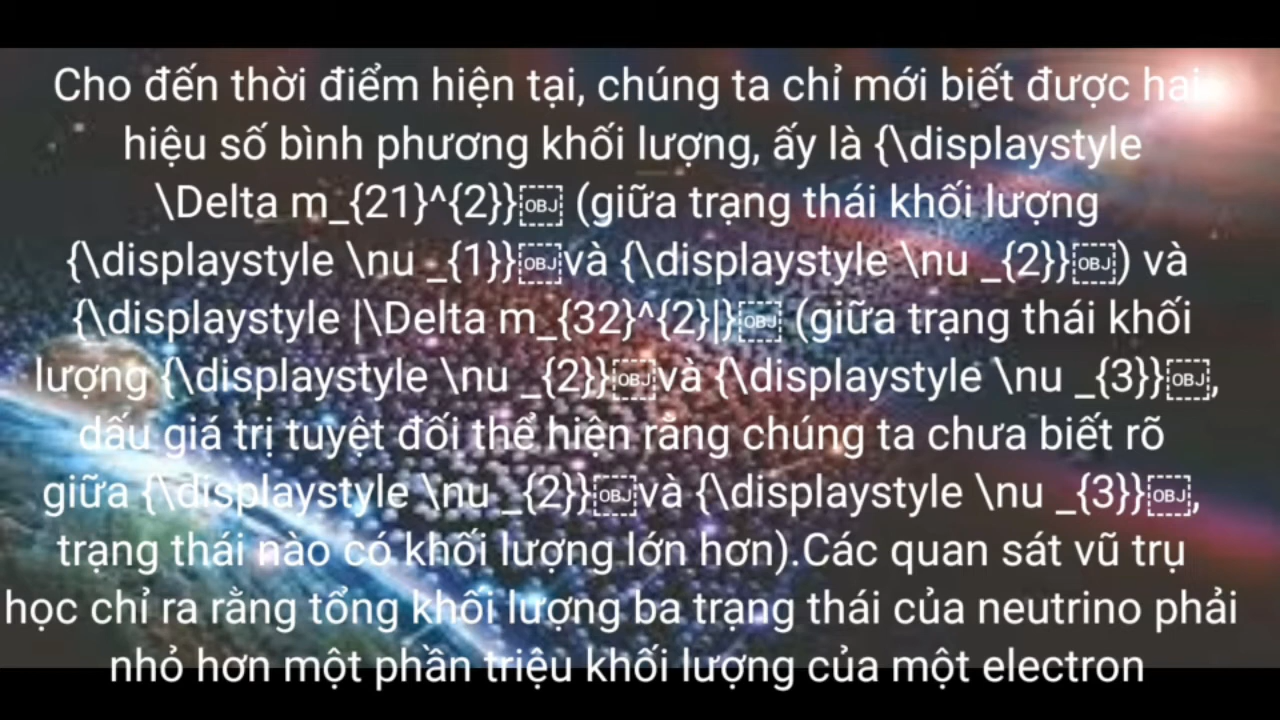 Cho đến thời điểm hiện tại, chúng ta chỉ mới biết được hai
hiệu số bình phương khối lượng, ấy là {\displaystyle
\Delta m_{21}^{2}}￼ (giữa trạng thái khối lượng
{\displaystyle \nu _{1}}￼và {\displaystyle \nu _{2}}￼) và
{\displaystyle |\Delta m_{32}^{2}|}￼ (giữa trạng thái khối
lượng {\displaystyle \nu _{2}}￼và {\displaystyle \nu _{3}}￼,
dấu giá trị tuyệt đối thể hiện rằng chúng ta chưa biết rõ
giữa {\displaystyle \nu _{2}}￼và {\displaystyle \nu _{3}}￼,
trạng thái nào có khối lượng lớn hơn).Các quan sát vũ trụ
học chỉ ra rằng tổng khối lượng ba trạng thái của neutrino phải
nhỏ hơn một phần triệu khối lượng của một electron